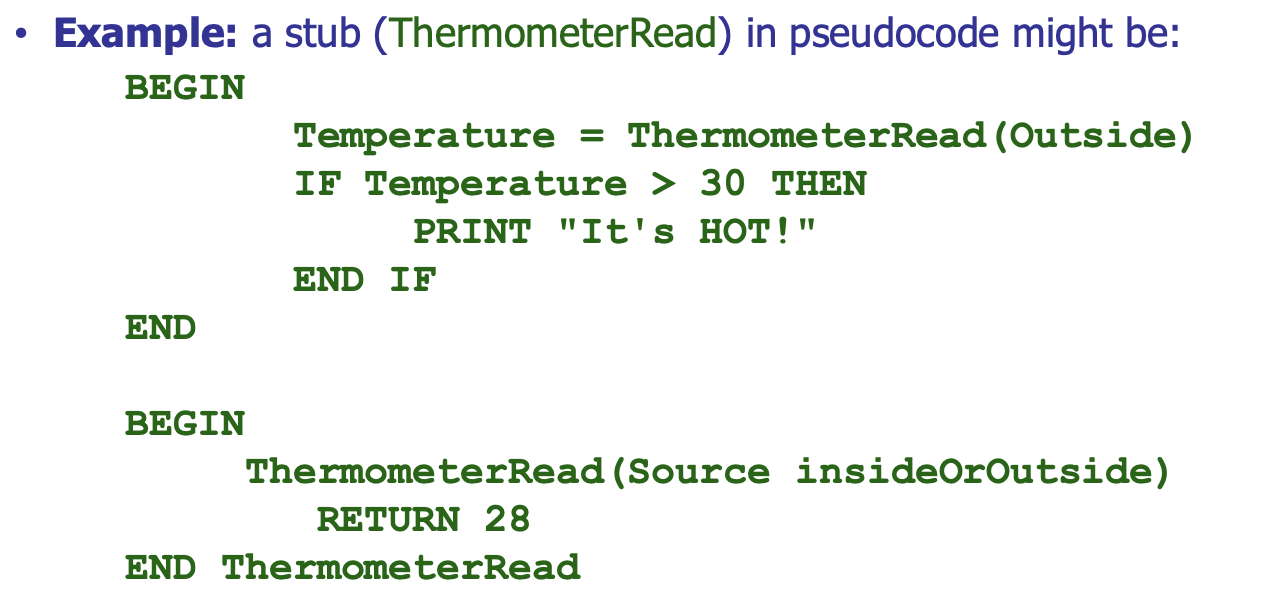 • Example: a stub (ThermometerRead) in pseudocode might be:
BEGIN
Temperature = ThermometerRead(Outside)
IF Temperature > 30 THEN
PRINT "It's HOT!"
END IF
END
BEGIN
ThermometerRead(Source insideOrOutside)
RETURN 28
END ThermometerRead